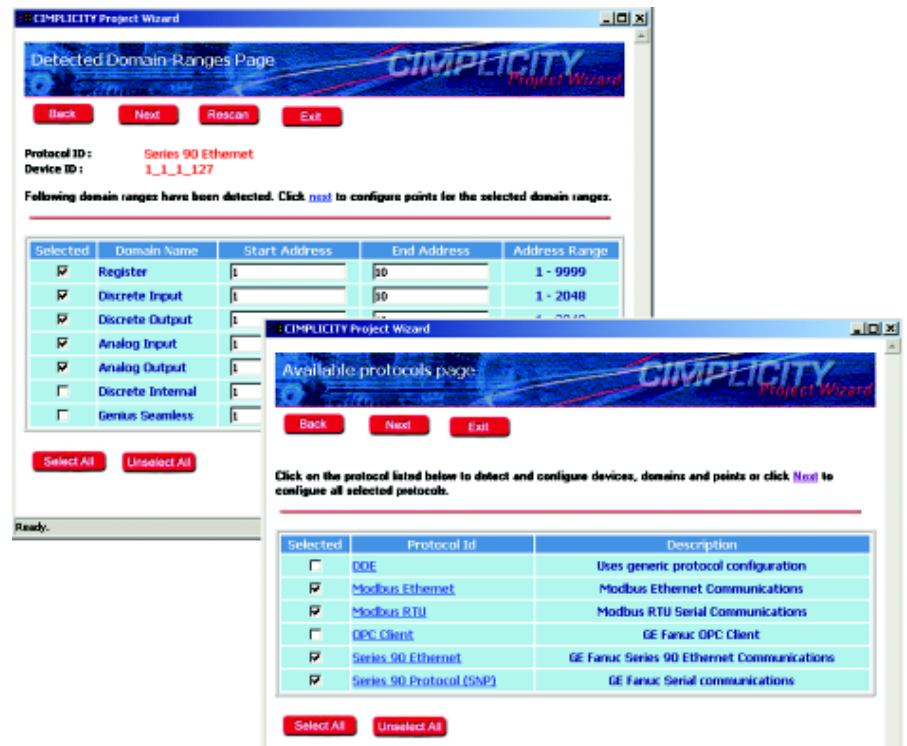 CIMPLICITY Project Wizard
Detected Domain Ranges Page
CIMPLICITY
Project Wizard
Back Next Rescan Exit
Protocol ID : Series 90 Ethernet
Device ID : 1_1_1_127
Following domain ranges have been detected. Click next to configure points for the selected domain ranges.
Selected Domain Name Start Address End Address Address Range
Register 1 10 1 - 9999
Discrete Input 1 10 1 - 2048
Discrete Output 1
Analog Input 1
Analog Output 1
Discrete Internal 1
Genius Seamless 1
Select All Unselect All
Ready.
CIMPLICITY Project Wizard
Available protocols page
CIMPLICITY
Project Wizard
Back Next Exit
Click on the protocol listed below to detect and configure devices, domains and points or click Next to
configure all selected protocols.
Selected Protocol Id Description
DDE Uses generic protocol configuration
Modbus Ethernet Modbus Ethernet Communications
Modbus RTU Modbus RTU Serial Communications
OPC Client GE Fanuc OPC Client
Series 90 Ethernet GE Fanuc Series 90 Ethernet Communications
Series 90 Protocol (SNP) GE Fanuc Serial communications
Select All Unselect All